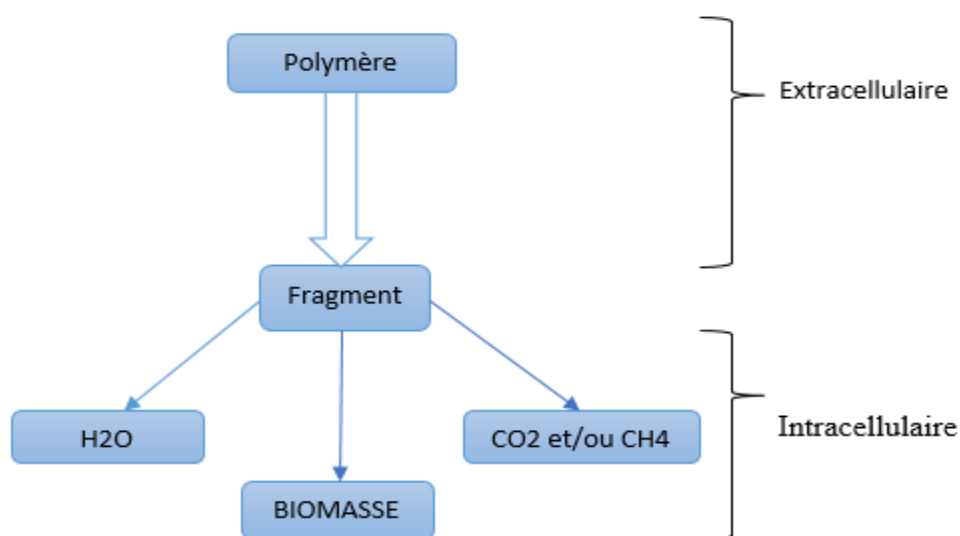 Polymère
Extracellulaire
Fragment
H2O
CO2 et/ou CH4
Intracellulaire
BIOMASSE